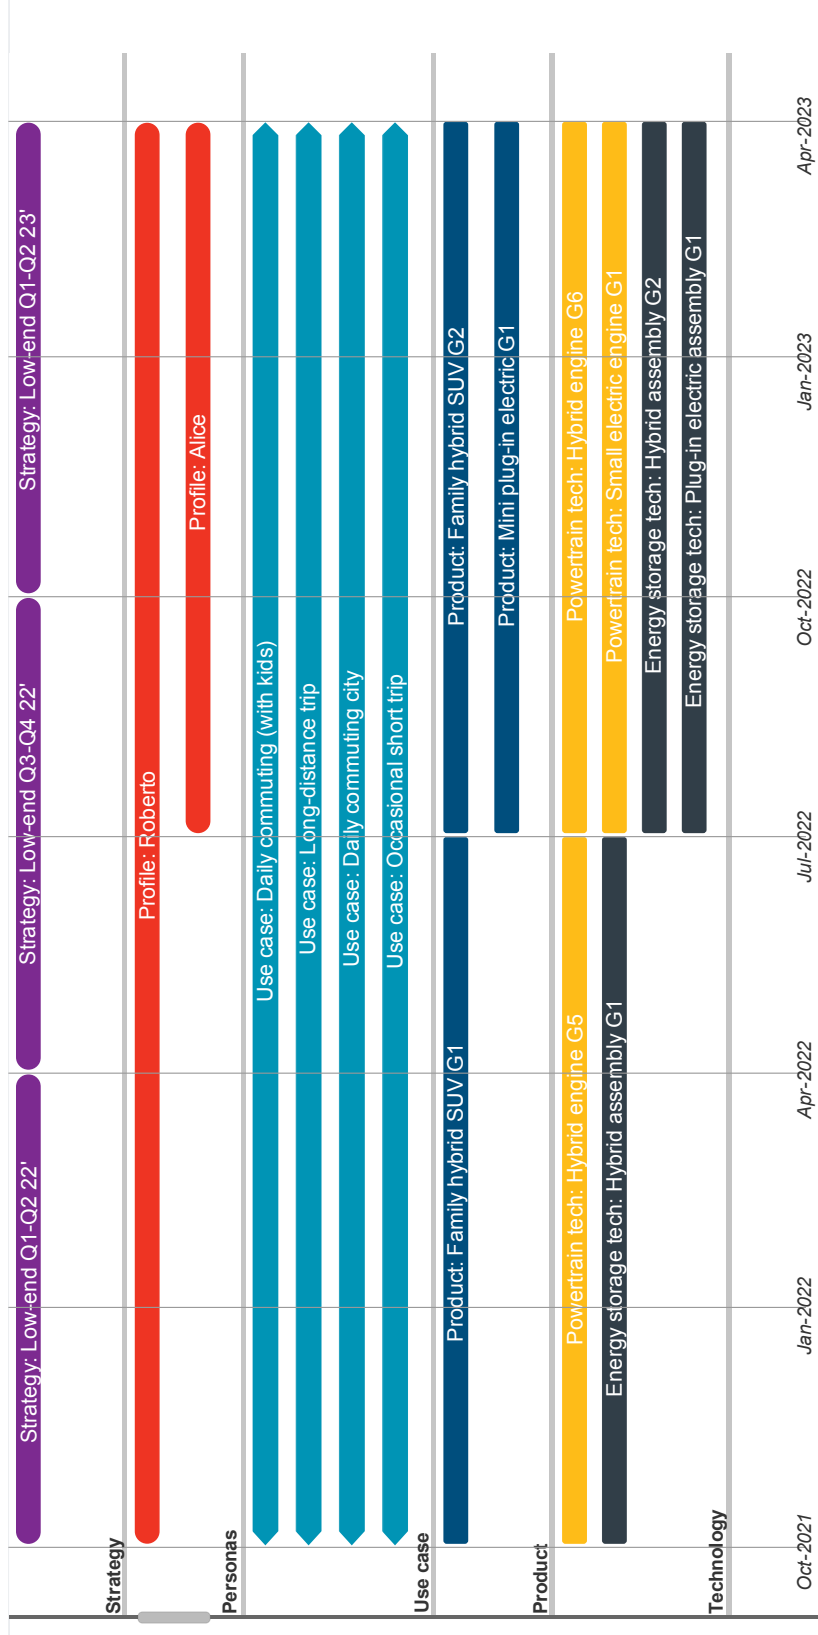 Strategy: Low-end Q1-Q2 22'
Strategy: Low-end Q3-Q4 22'
Strategy: Low-end Q1-Q2 23'
Strategy
Profile: Roberto
Profile: Alice
Personas
Use case: Daily commuting (with kids)
Use case: Long-distance trip
Use case: Daily commuting city
Use case: Occasional short trip
Use case
Product: Family hybrid SUV G1
Product: Family hybrid SUV G2
Product: Mini plug-in electric G1
Product
Powertrain tech: Hybrid engine G5
Powertrain tech: Hybrid engine G6
Energy storage tech: Hybrid assembly G1
Powertrain tech: Small electric engine G1
Energy storage tech: Hybrid assembly G2
Energy storage tech: Plug-in electric assembly G1
Technology
Oct-2021
Jan-2022
Apr-2022
Jul-2022
Oct-2022
Jan-2023
Apr-2023